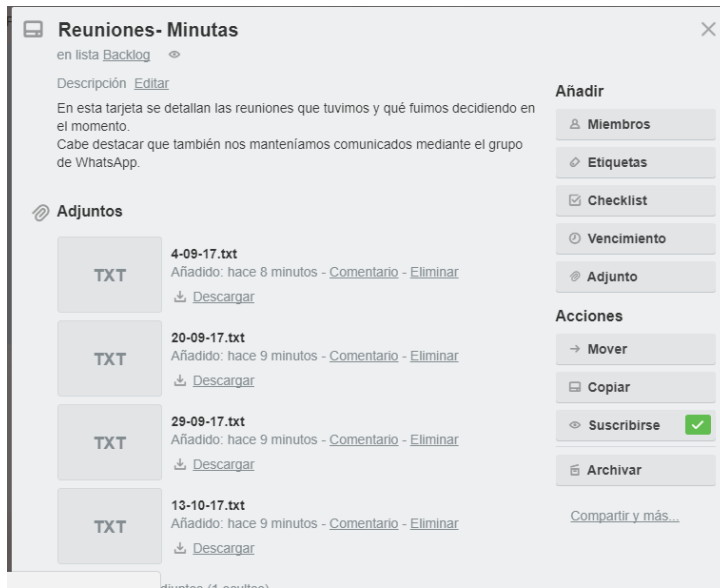 Reuniones- Minutas
en lista Backlog
Descripción Editar
En esta tarjeta se detallan las reuniones que tuvimos y qué fuimos decidiendo en
el momento.
Cabe destacar que también nos manteníamos comunicados mediante el grupo
de WhatsApp.
Adjuntos
TXT
4-09-17.txt
Añadido: hace 8 minutos - Comentario - Eliminar
Descargar
TXT
20-09-17.txt
Añadido: hace 9 minutos - Comentario - Eliminar
Descargar
TXT
29-09-17.txt
Añadido: hace 9 minutos - Comentario - Eliminar
Descargar
TXT
13-10-17.txt
Añadido: hace 9 minutos - Comentario - Eliminar
Descargar
Añadir
Miembros
Etiquetas
Checklist
Vencimiento
Adjunto
Acciones
Mover
Copiar
Suscribirse
Archivar
Compartir y más...